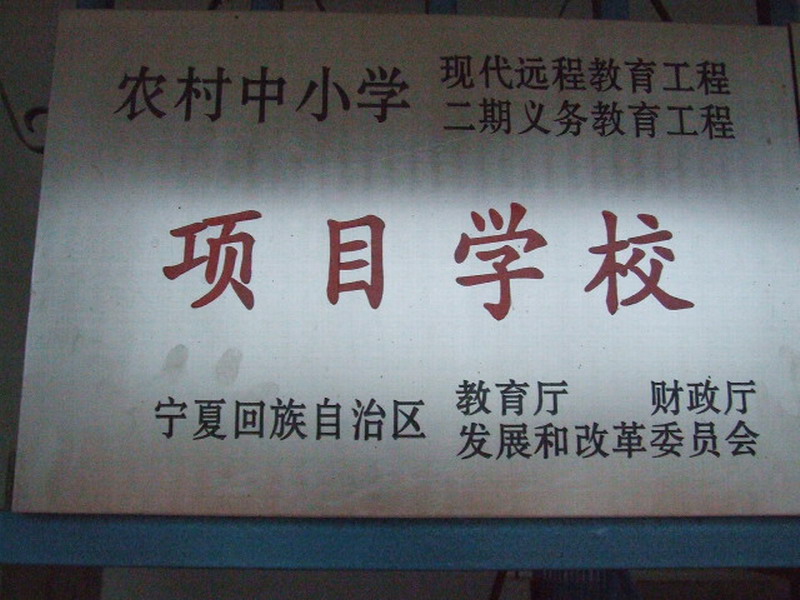 农村中小学 现代远程教育工程
二期义务教育工程
项目学校
宁夏回族自治区 教育厅 财政厅
发展和改革委员会